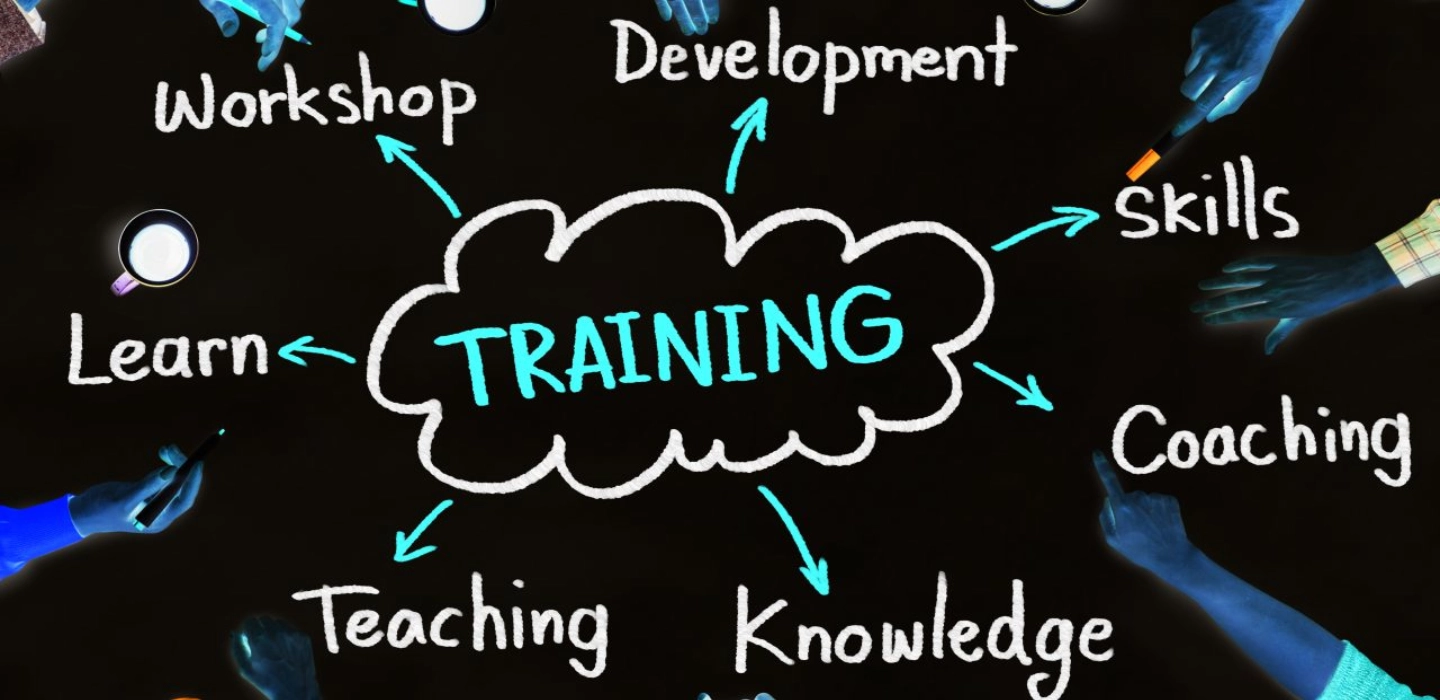 Development
Workshop
Skills
TRAINING
Learn
Coaching
Teaching
Knowledge